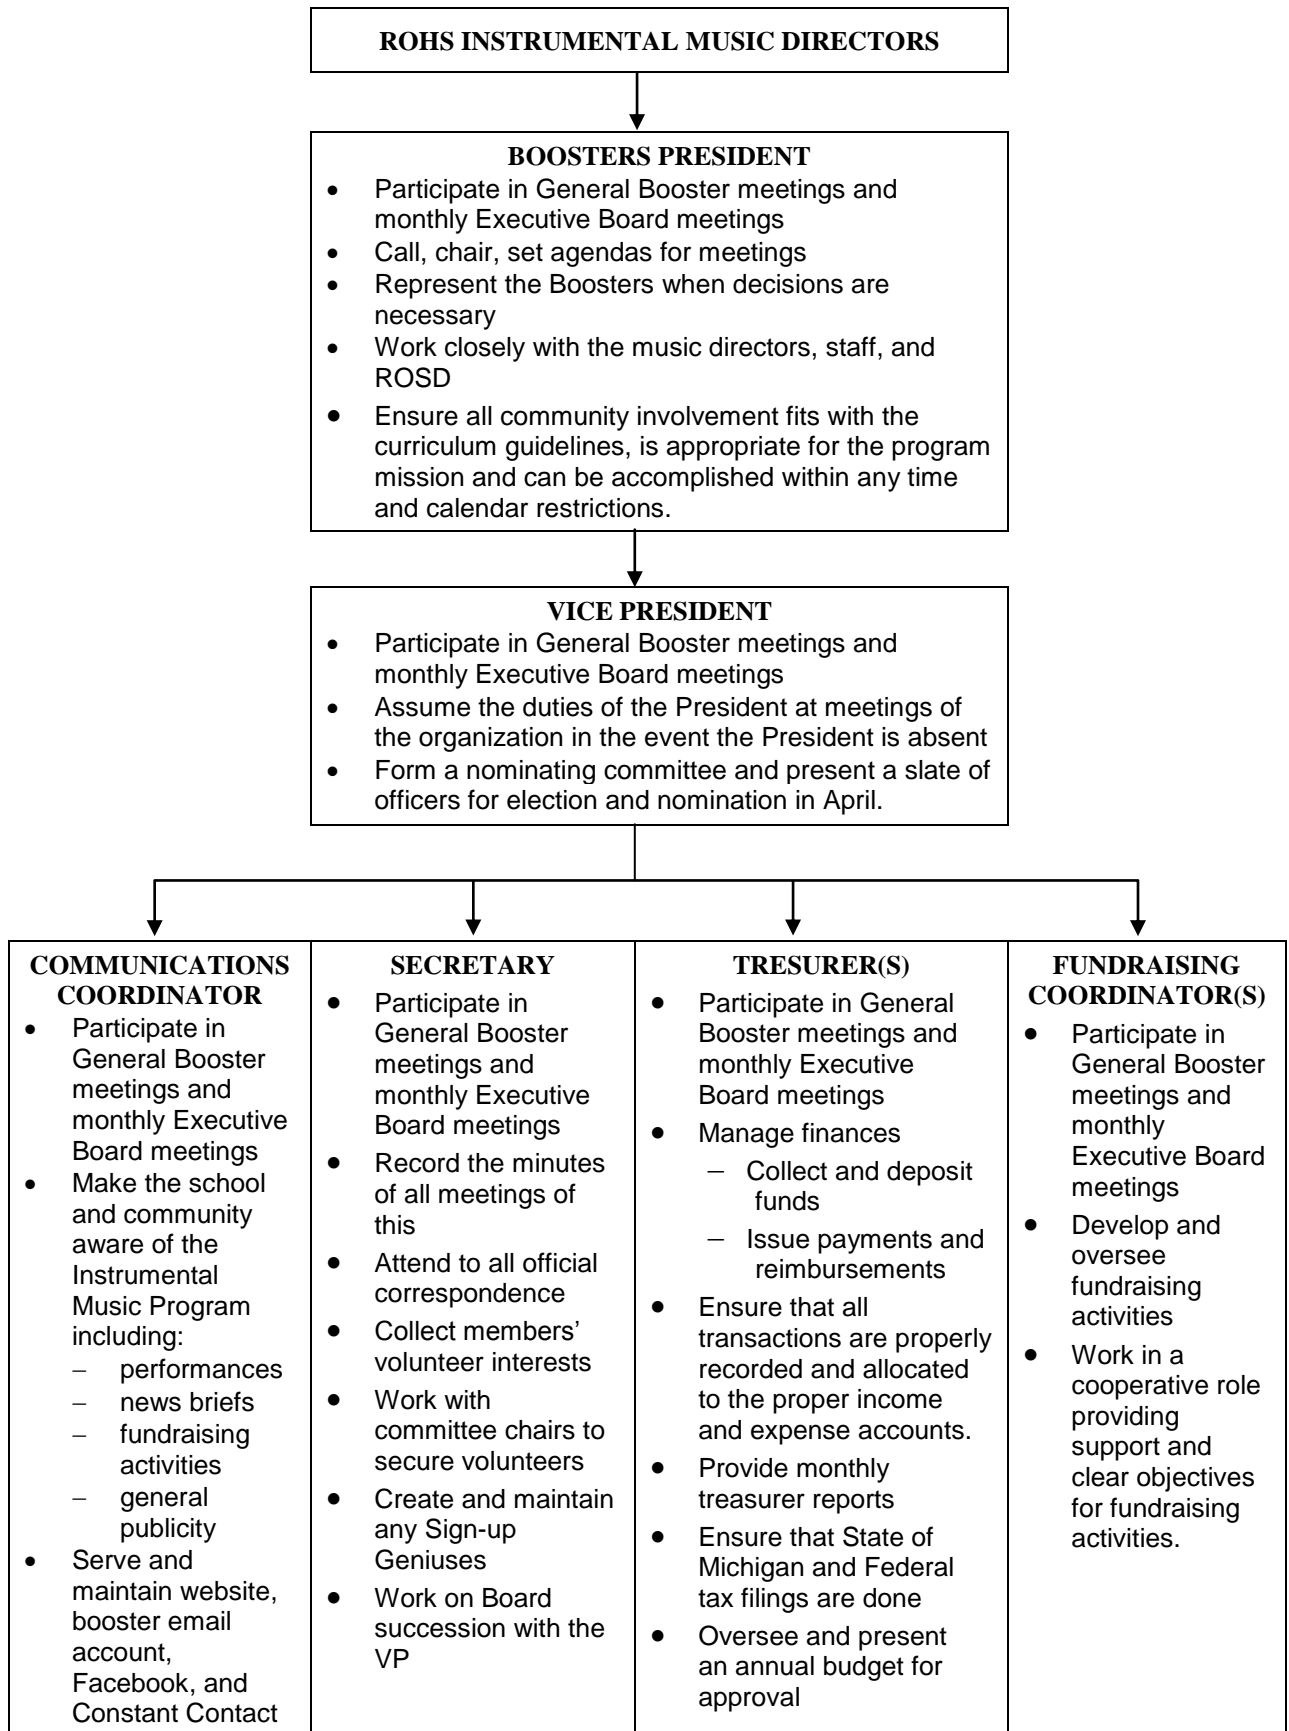 ROHS INSTRUMENTAL MUSIC DIRECTORS
BOOSTERS PRESIDENT
• Participate in General Booster meetings and
monthly Executive Board meetings
• Call, chair, set agendas for meetings
• Represent the Boosters when decisions are
necessary
• Work closely with the music directors, staff, and
ROSD
• Ensure all community involvement fits with the
curriculum guidelines, is appropriate for the program
mission and can be accomplished within any time
and calendar restrictions.
VICE PRESIDENT
• Participate in General Booster meetings and
monthly Executive Board meetings
• Assume the duties of the President at meetings of
the organization in the event the President is absent
• Form a nominating committee and present a slate of
officers for election and nomination in April.
COMMUNICATIONS
COORDINATOR
• Participate in
General Booster
meetings and
monthly Executive
Board meetings
• Make the school
and community
aware of the
Instrumental
Music Program
including:
– performances
– news briefs
– fundraising
activities
– general
publicity
• Serve and
maintain website,
booster email
account,
Facebook, and
Constant Contact
SECRETARY
• Participate in
General Booster
meetings and
monthly Executive
Board meetings
• Record the minutes
of all meetings of
this
• Attend to all official
correspondence
• Collect members’
volunteer interests
• Work with
committee chairs to
secure volunteers
• Create and maintain
any Sign-up
Geniuses
• Work on Board
succession with the
VP
TRESURER(S)
• Participate in General
Booster meetings and
monthly Executive
Board meetings
• Manage finances
– Collect and deposit
funds
– Issue payments and
reimbursements
• Ensure that all
transactions are properly
recorded and allocated
to the proper income
and expense accounts.
• Provide monthly
treasurer reports
• Ensure that State of
Michigan and Federal
tax filings are done
• Oversee and present
an annual budget for
approval
FUNDRAISING
COORDINATOR(S)
• Participate in
General Booster
meetings and
monthly
Executive Board
meetings
• Develop and
oversee
fundraising
activities
• Work in a
cooperative role
providing
support and
clear objectives
for fundraising
activities.